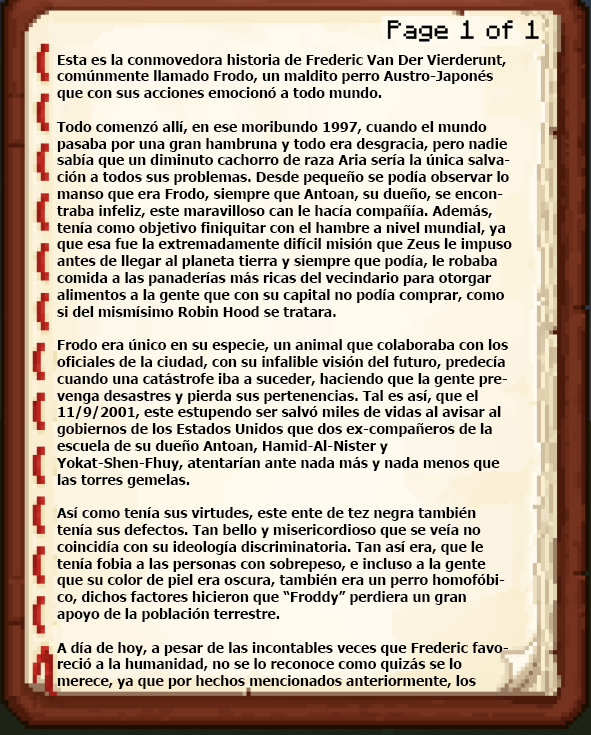 Page 1 of 1
Esta es la conmovedora historia de Frederic Van Der Vierderunt,
comúnmente llamado Frodo, un maldito perro Austro-Japonés
que con sus acciones emocionó a todo mundo.
Todo comenzó allí, en ese moribundo 1997, cuando el mundo
pasaba por una gran hambruna y todo era desgracia, pero nadie
sabía que un diminuto cachorro de raza Aria sería la única salva-
ción a todos sus problemas. Desde pequeño se podía observar lo
manso que era Frodo, siempre que Antoan, su dueño, se encon-
traba infeliz, este maravilloso can le hacía compañía. Además,
tenía como objetivo finiquitar con el hambre a nivel mundial, ya
que esa fue la extremadamente difícil misión que Zeus le impuso
antes de llegar al planeta tierra y siempre que podía, le robaba
comida a las panaderías más ricas del vecindario para otorgar
alimentos a la gente que con su capital no podía comprar, como
si del mismísimo Robin Hood se tratara.
Frodo era único en su especie, un animal que colaboraba con los
oficiales de la ciudad, con su infalible visión del futuro, predecía
cuando una catástrofe iba a suceder, haciendo que la gente pre-
venga desastres y pierda sus pertenencias. Tal es así, que el
11/9/2001, este estupendo ser salvó miles de vidas al avisar al
gobiernos de los Estados Unidos que dos ex-compañeros de la
escuela de su dueño Antoan, Hamid-Al-Nister y
Yokat-Shen-Fhuy, atentarían ante nada más y nada menos que
las torres gemelas.
Así como tenía sus virtudes, este ente de tez negra también
tenía sus defectos. Tan bello y misericordioso que se veía no
coincidía con su ideología discriminatoria. Tan así era, que le
tenía fobia a las personas con sobrepeso, e incluso a la gente
que su color de piel era oscura, también era un perro homofóbi-
co, dichos factores hicieron que “Froddy” perdiera un gran
apoyo de la población terrestre.
A día de hoy, a pesar de las incontables veces que Frederic favo-
reció a la humanidad, no se lo reconoce como quizás se lo
merece, ya que por hechos mencionados anteriormente, los